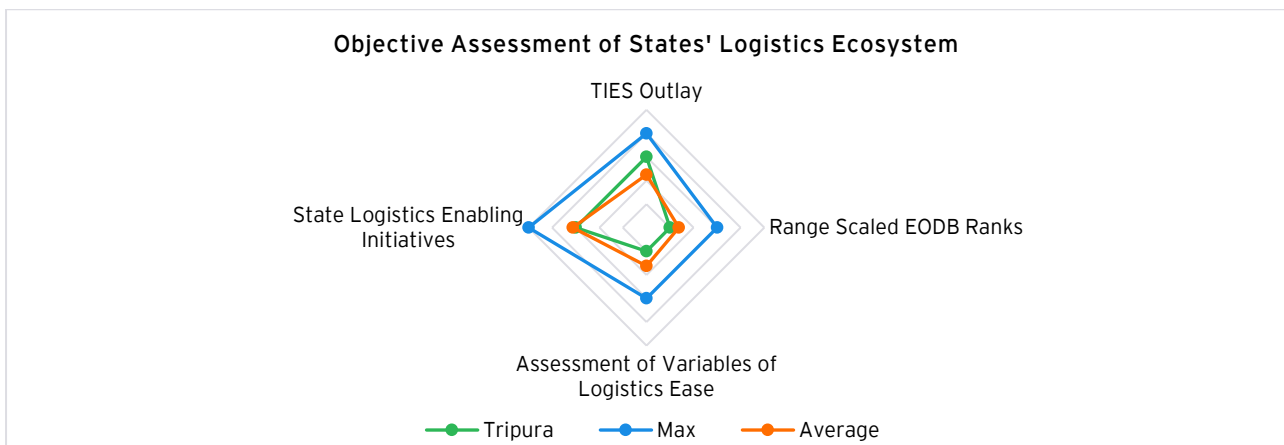 Objective Assessment of States' Logistics Ecosystem
TIES Outlay
State Logistics Enabling
Initiatives
Range Scaled EODB Ranks
Assessment of Variables of
Logistics Ease
Tripura
Max
Average